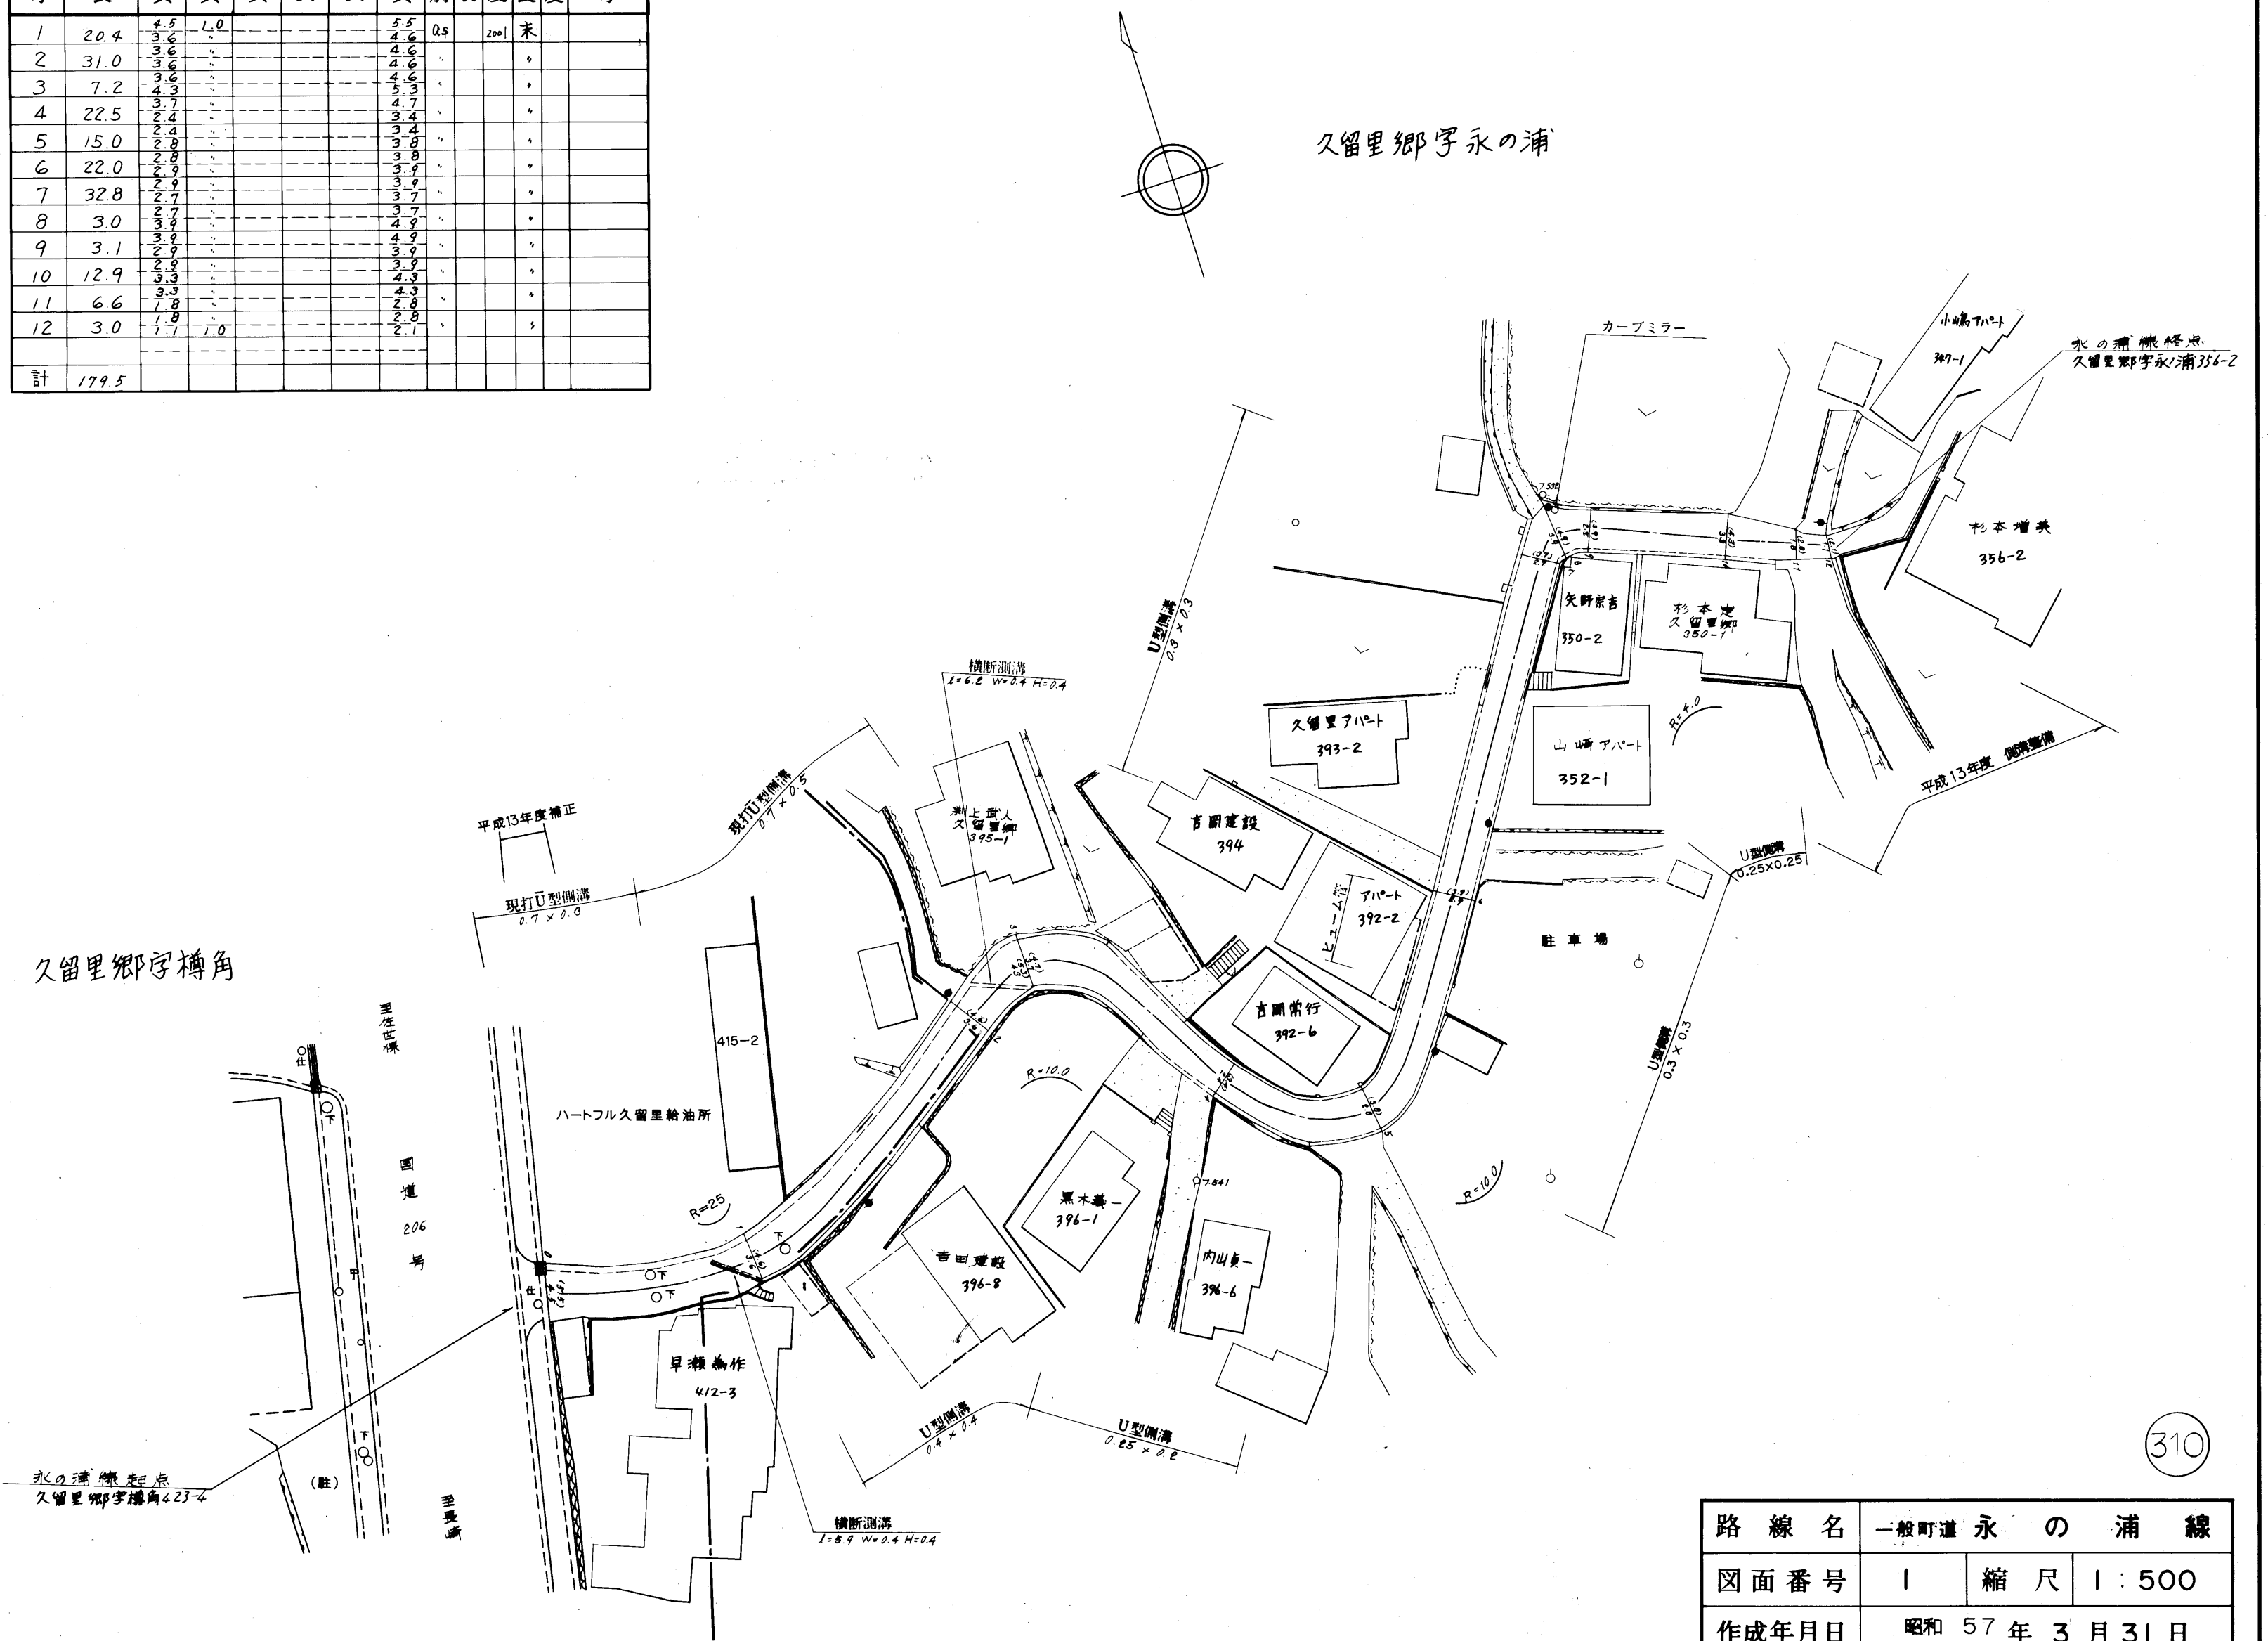 1 20.4 4.5 1.0 5.5 As 2001 未
3.6 〃 4.6
2 31.0 3.6 〃 4.6 〃 〃
3.6 〃 4.6
3 7.2 3.6 〃 4.6 〃 〃
4.3 〃 5.3
4 22.5 3.7 〃 4.7 〃 〃
2.4 〃 3.4
5 15.0 2.4 〃 3.4 〃 〃
2.8 〃 3.8
6 22.0 2.8 〃 3.8 〃 〃
2.9 〃 3.9
7 32.8 2.9 〃 3.9 〃 〃
2.7 〃 3.7
8 3.0 2.7 〃 3.7 〃 〃
3.9 〃 4.9
9 3.1 3.9 〃 4.9 〃 〃
2.9 〃 3.9
10 12.9 2.9 〃 3.9 〃 〃
3.3 〃 4.3
11 6.6 3.3 〃 4.3 〃 〃
1.8 〃 2.8
12 3.0 1.8 〃 2.8 〃 〃
1.1 1.0 2.1
計 179.5
久留里郷字永の浦
カーブミラー
小山島アパート
347-1
永の浦線終点
久留里郷字永ノ浦356-2
杉本増美
356-2
矢野宗吉
350-2
杉本定
久留里郷
350-1
U型側溝
0.3×0.3
横断測溝
ℓ=6.2 W=0.4 H=0.4
久留里アパート
393-2
山崎アパート
352-1
R=4.0
平成13年度 側溝整備
現打U型側溝
0.7×0.5
平成13年度補正
現打U型側溝
0.7×0.3
武人
久留里郷
395-1
吉岡建設
394
アパート
392-2
ヒューム管
U型側溝
0.25×0.25
駐車場
久留里郷字樽角
吉岡常行
392-6
U型側溝
0.3×0.3
至佐世保
415-2
ハートフル久留里給油所
R=10.0
R=10.0
R=25
国道206号
黒木義一
396-1
7.841
内山貞一
396-6
吉田建設
396-8
早瀬為作
412-3
U型側溝
0.4×0.4
U型側溝
0.25×0.2
永の浦線起点
久留里郷字樽角423-4
(駐)
至長崎
横断測溝
ℓ=5.9 W=0.4 H=0.4
310
路線名 一般町道 永の浦線
図面番号 1 縮尺 1:500
作成年月日 昭和57年3月31日